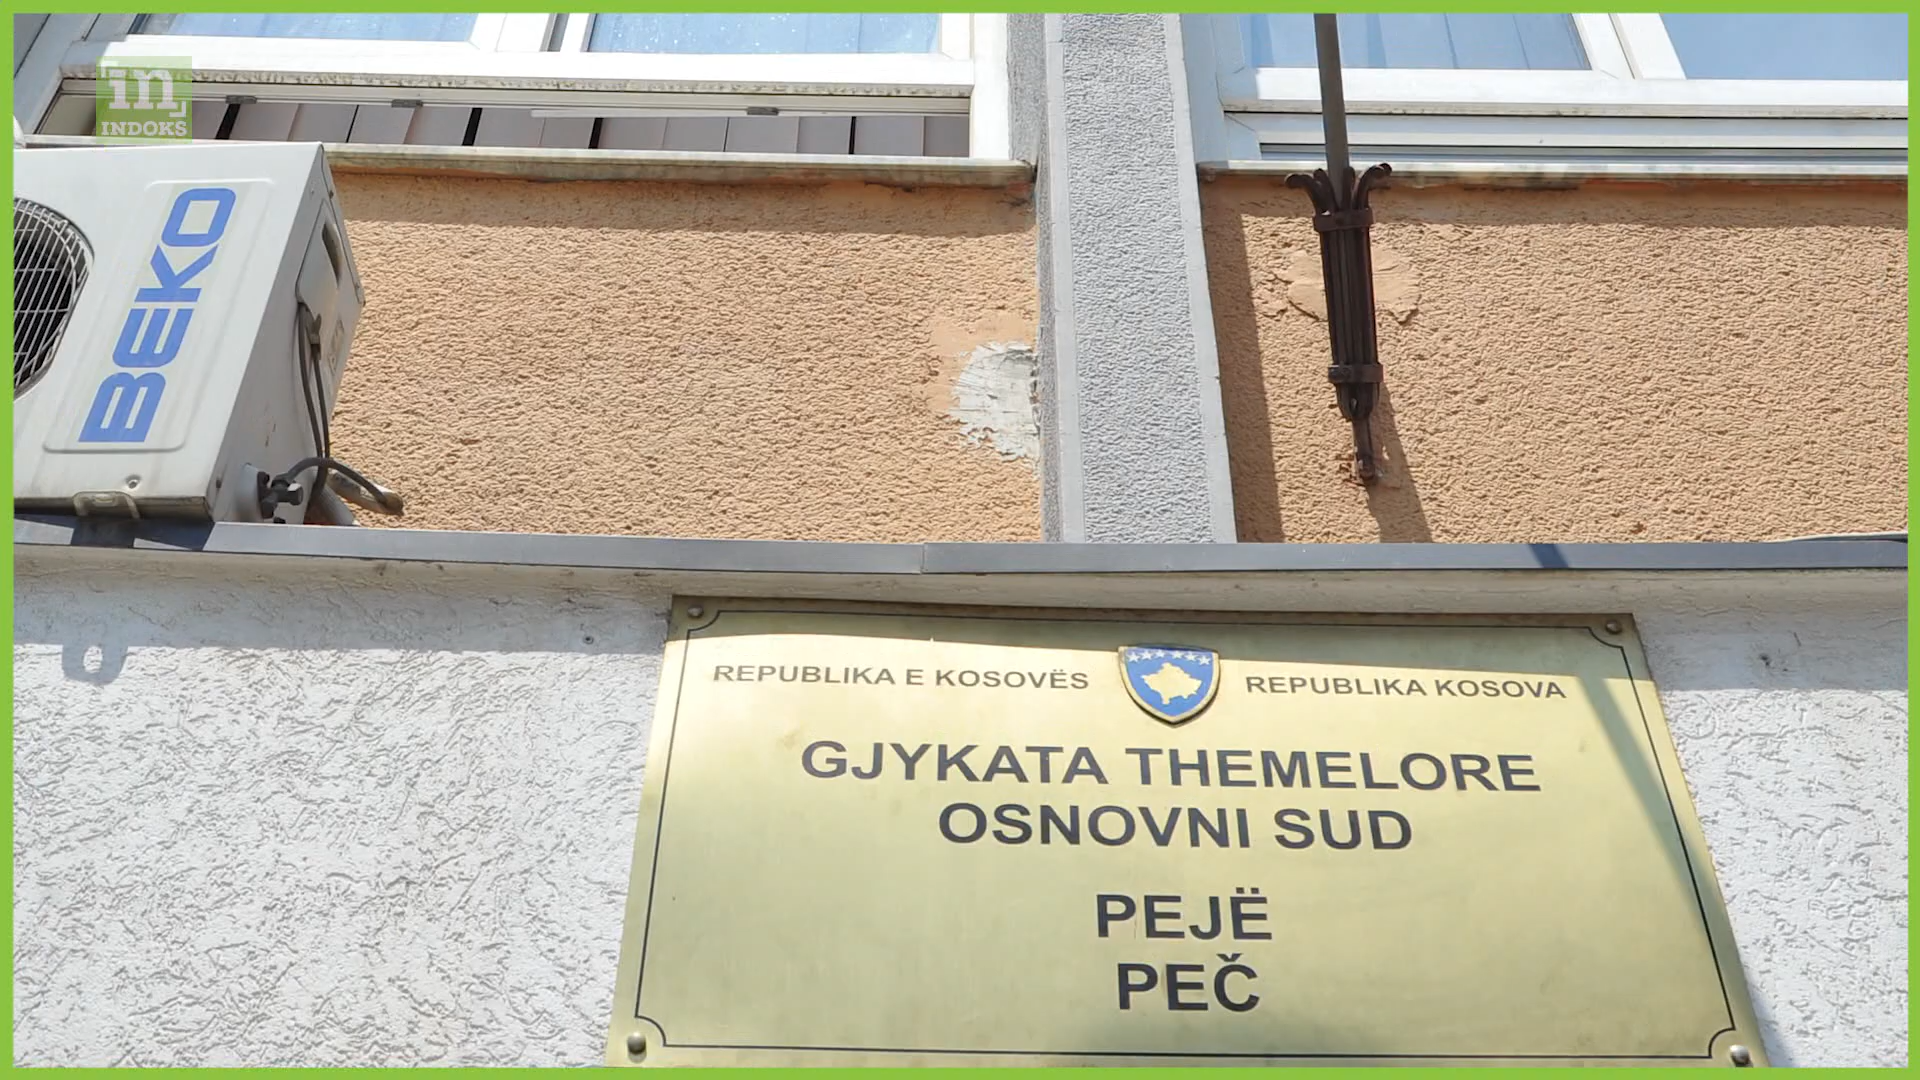 in
INDOKS
BEKO
REPUBLIKA E KOSOVËS REPUBLIKA KOSOVA
GJYKATA THEMELORE
OSNOVNI SUD
PEJË
PEČ